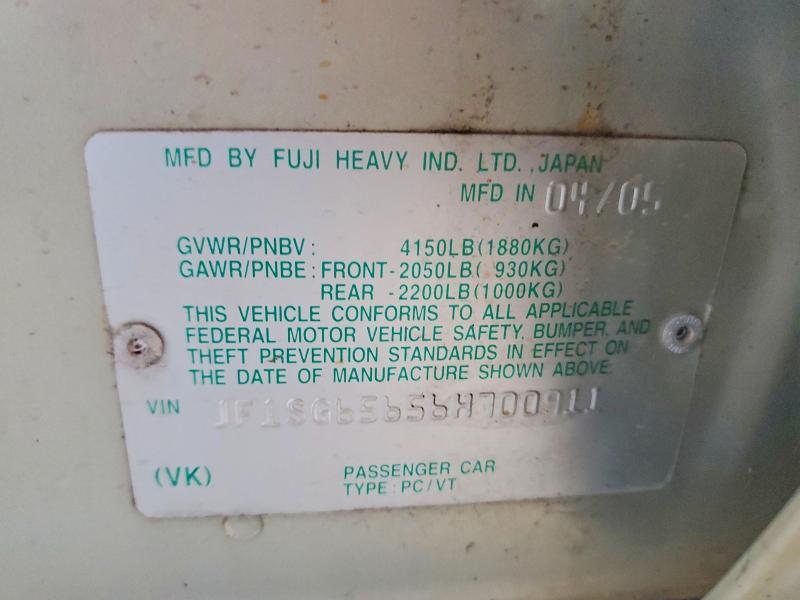 MFD BY FUJI HEAVY IND. LTD., JAPAN
MFD IN 04/05
GVWR/PNBV: 4150LB(1880KG)
GAWR/PNBE: FRONT-2050LB( 930KG)
REAR -2200LB(1000KG)
THIS VEHICLE CONFORMS TO ALL APPLICABLE
FEDERAL MOTOR VEHICLE SAFETY, BUMPER, AND
THEFT PREVENTION STANDARDS IN EFFECT ON
THE DATE OF MANUFACTURE SHOWN ABOVE.
VIN JF1SG65656H700911
(VK) PASSENGER CAR
TYPE: PC/VT